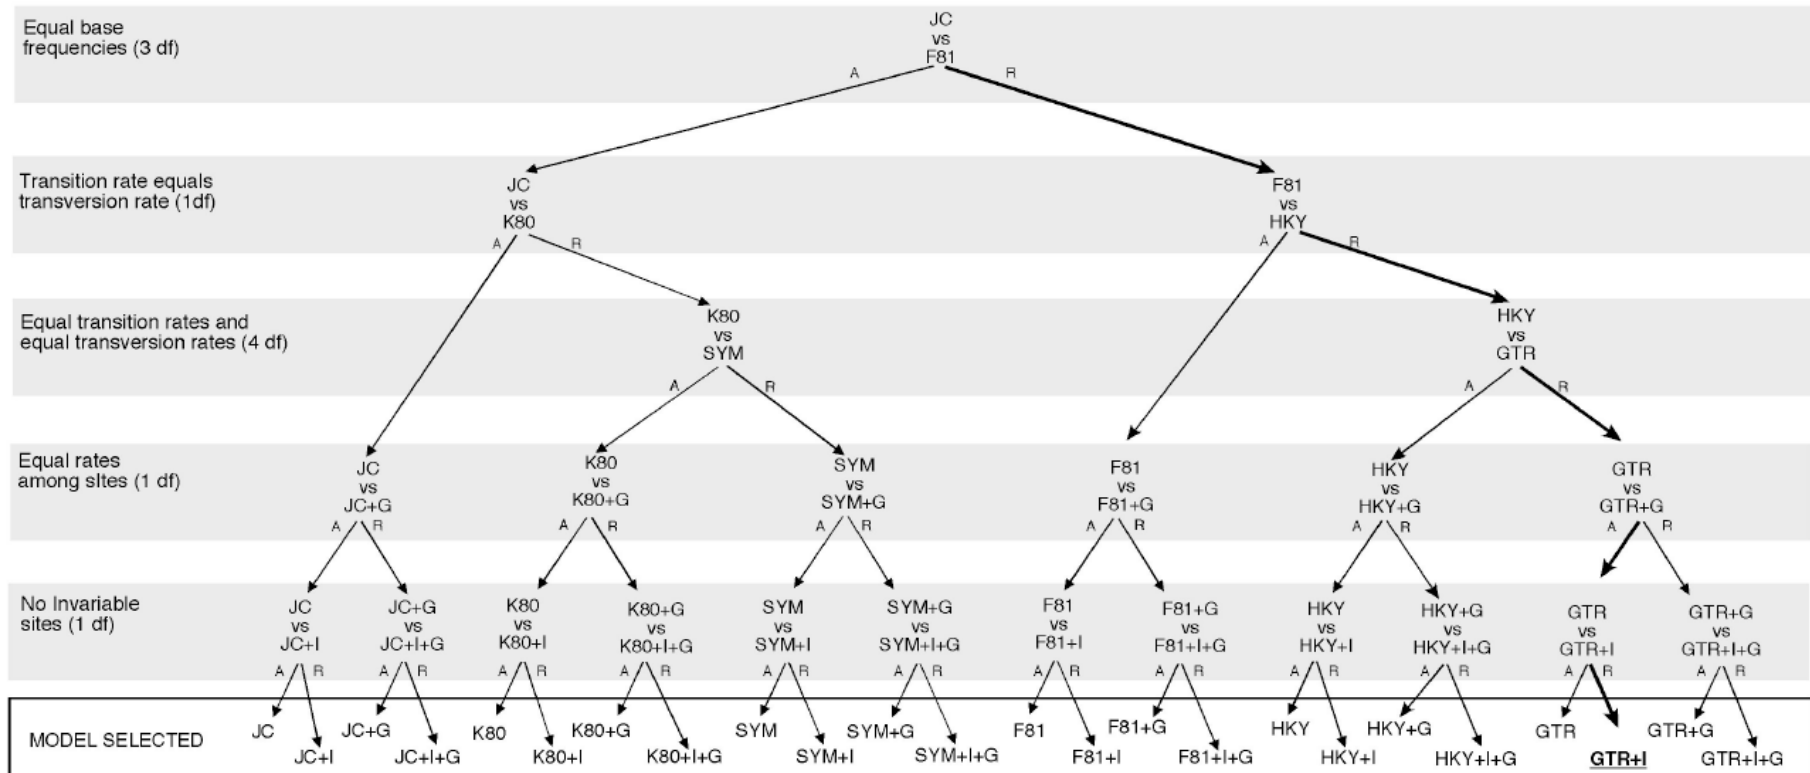 Equal base
frequencies (3 df)
JC
vs
F81
A R
Transition rate equals
transversion rate (1df)
JC
vs
K80
A R
F81
vs
HKY
A R
Equal transition rates and
equal transversion rates (4 df)
K80
vs
SYM
A R
HKY
vs
GTR
A R
Equal rates
among sites (1 df)
JC
vs
JC+G
A R
K80
vs
K80+G
A R
SYM
vs
SYM+G
A R
F81
vs
F81+G
A R
HKY
vs
HKY+G
A R
GTR
vs
GTR+G
A R
No Invariable
sites (1 df)
JC
vs
JC+I
A R
JC+G
vs
JC+I+G
A R
K80
vs
K80+I
A R
K80+G
vs
K80+I+G
A R
SYM
vs
SYM+I
A R
SYM+G
vs
SYM+I+G
A R
F81
vs
F81+I
A R
F81+G
vs
F81+I+G
A R
HKY
vs
HKY+I
A R
HKY+G
vs
HKY+I+G
A R
GTR
vs
GTR+I
A R
GTR+G
vs
GTR+I+G
A R
MODEL SELECTED
JC
JC+I
JC+G
JC+I+G
K80
K80+I
K80+G
K80+I+G
SYM
SYM+I
SYM+G
SYM+I+G
F81
F81+I
F81+G
F81+I+G
HKY
HKY+I
HKY+G
HKY+I+G
GTR
GTR+I
GTR+G
GTR+I+G